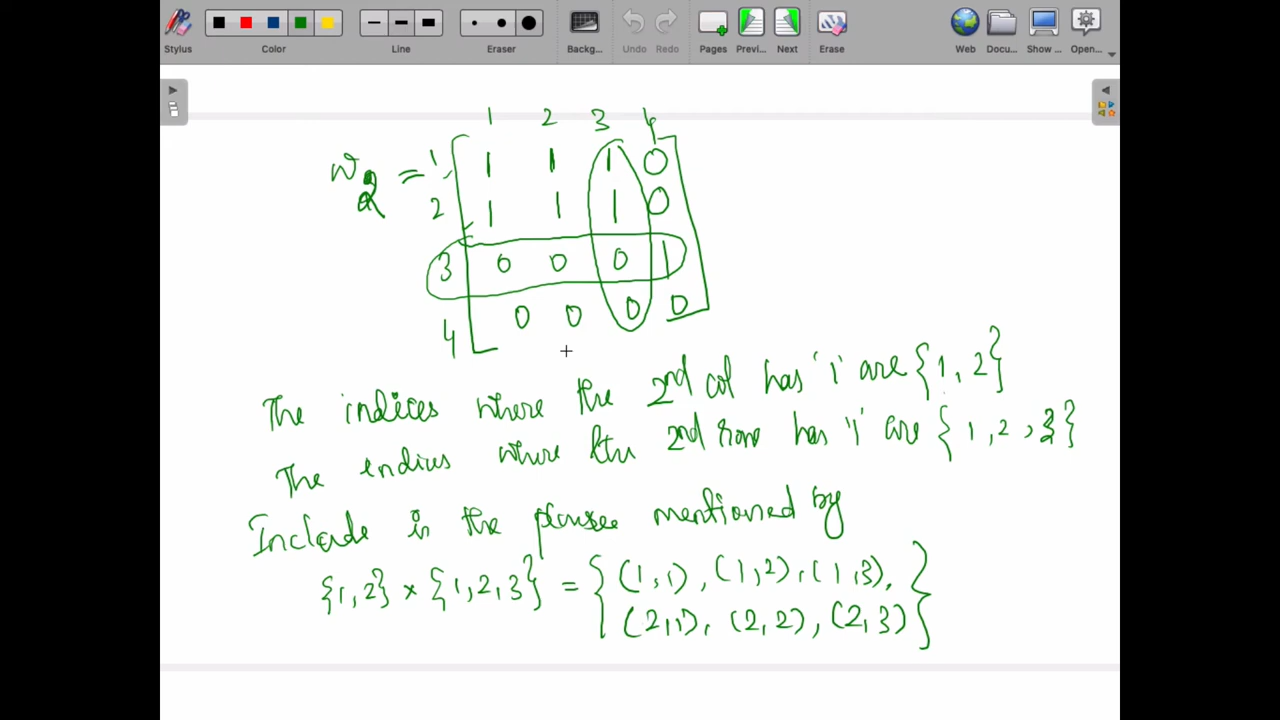 Stylus Color Line Eraser Backg... Undo Redo Pages Previ... Next Erase Web Docu... Show ... Open...
1 2 3 4
W2 = 1 1 1 1 0
2 1 1 1 0
3 0 0 0 1
4 0 0 0 0
The indices where the 2nd col has '1' are {1, 2}
The where the 2nd row has '1' are {1, 2, 3}
Include in the mentioned by
{1,2} × {1,2,3} = { (1,1), (1,2), (1,3),
(2,1), (2,2), (2,3) }